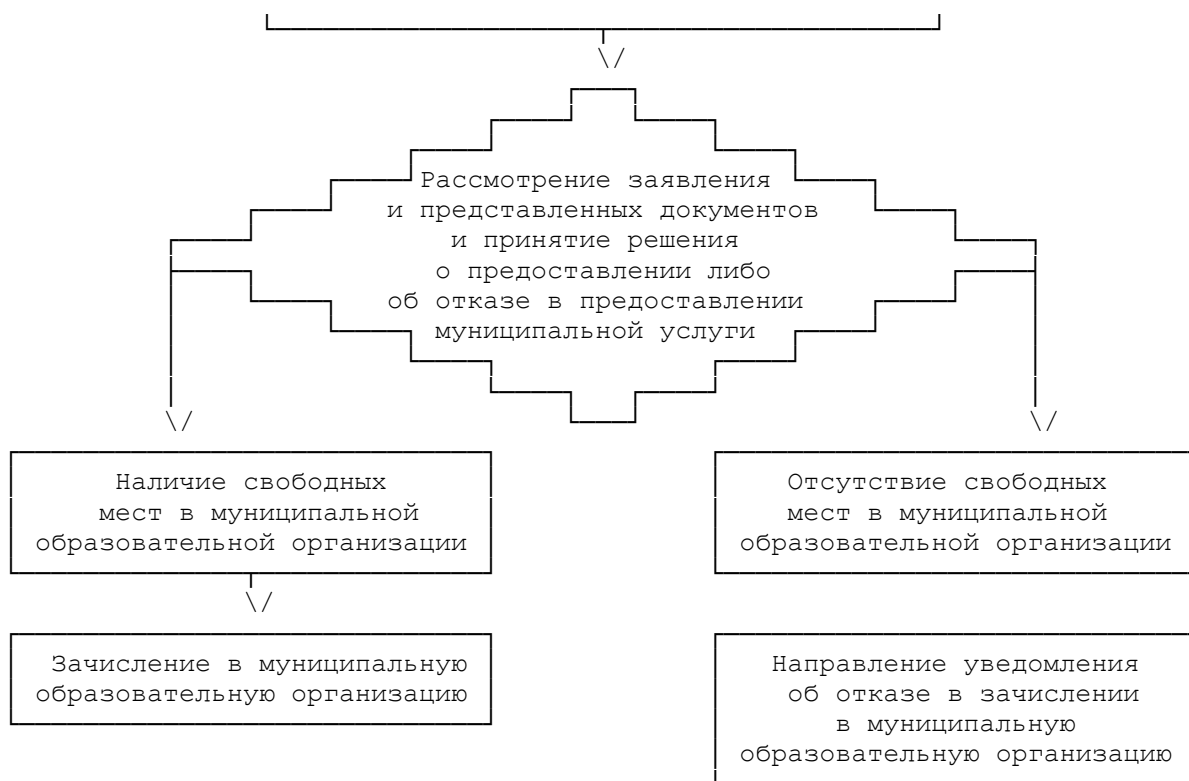 Рассмотрение заявления
и представленных документов
и принятие решения
о предоставлении либо
об отказе в предоставлении
муниципальной услуги
Наличие свободных
мест в муниципальной
образовательной организации
Отсутствие свободных
мест в муниципальной
образовательной организации
Зачисление в муниципальную
образовательную организацию
Направление уведомления
об отказе в зачислении
в муниципальную
образовательную организацию